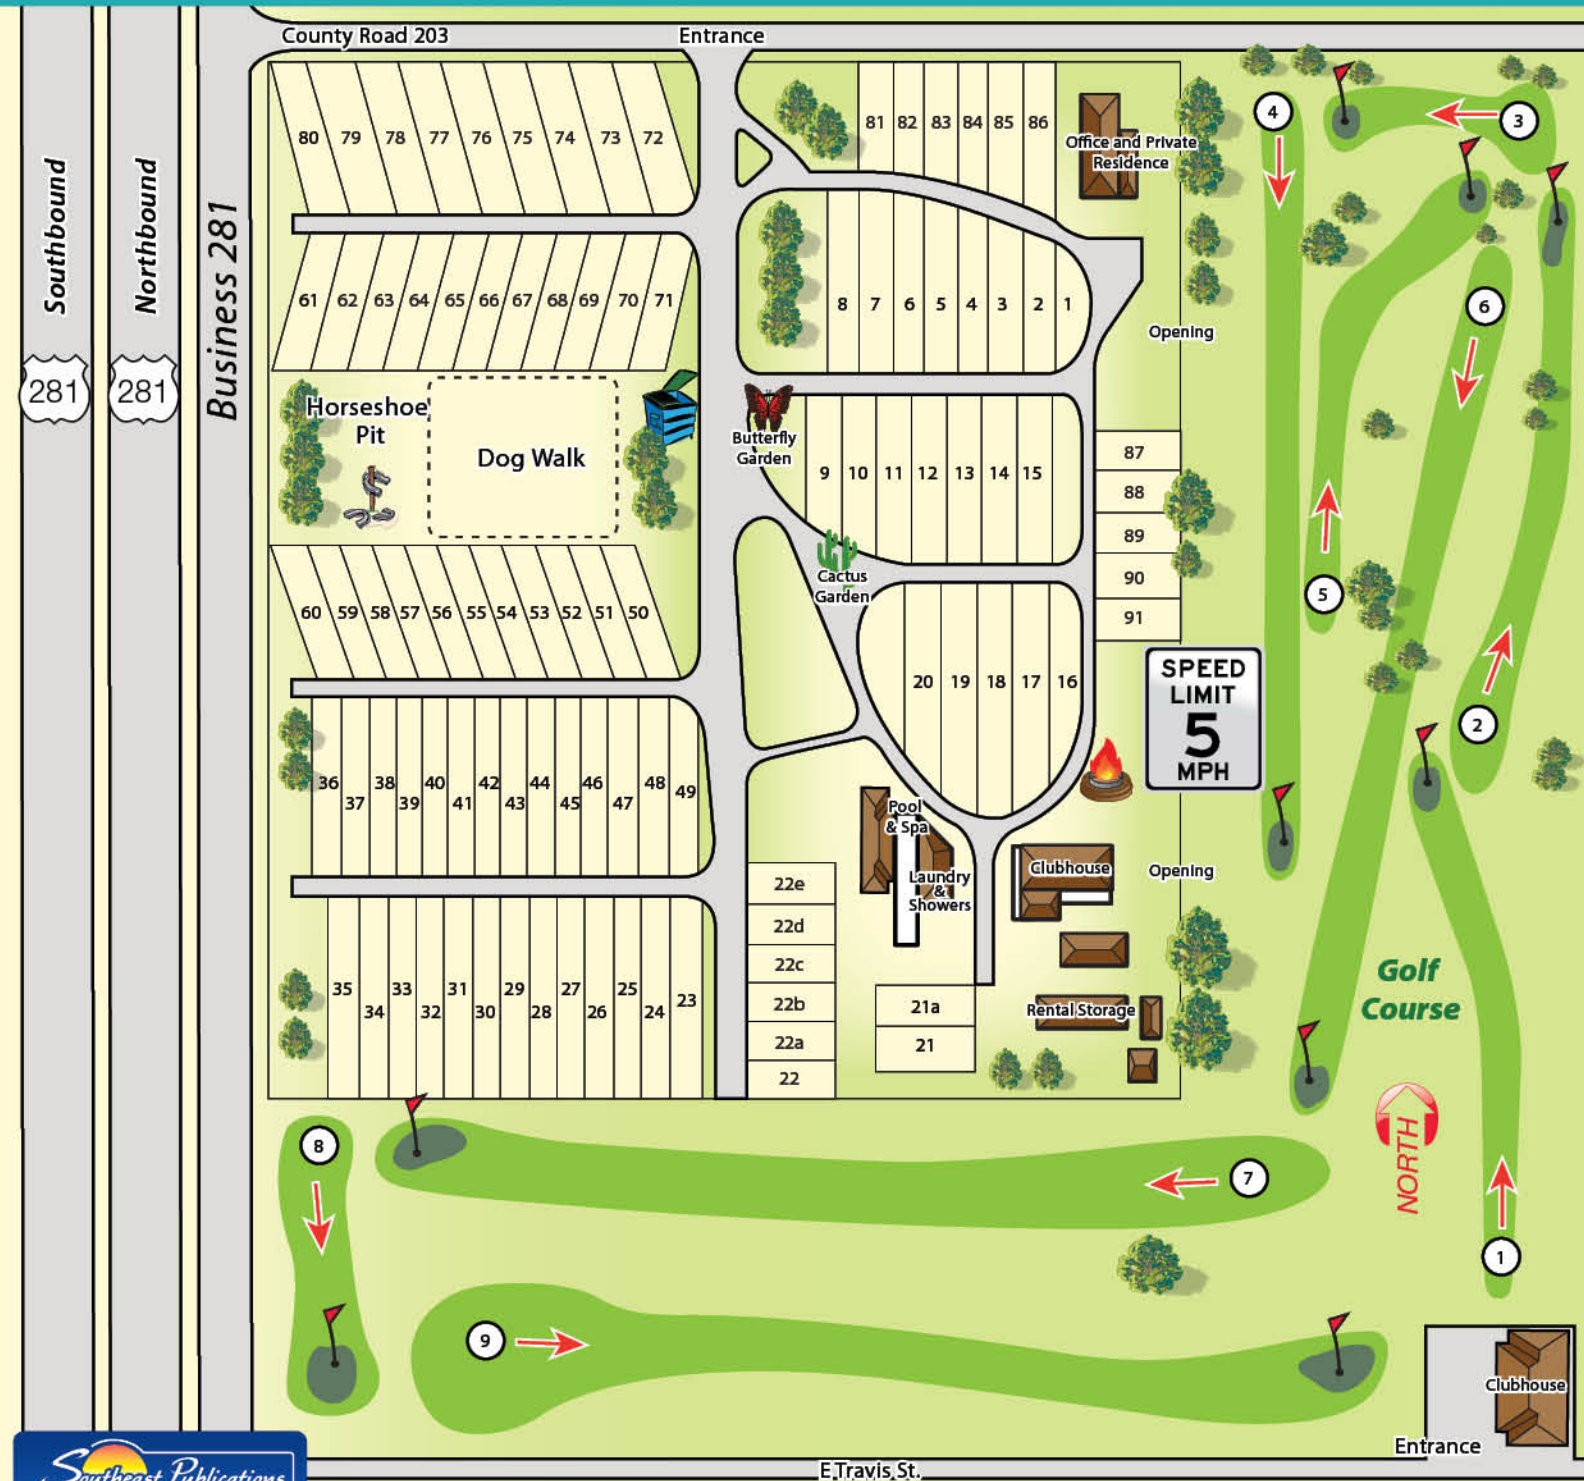 County Road 203
Entrance
Southbound
Northbound
Business 281
281
281
80 79 78 77 76 75 74 73 72
81 82 83 84 85 86
Office and Private
Residence
4
3
61 62 63 64 65 66 67 68 69 70 71
8 7 6 5 4 3 2 1
Opening
6
Horseshoe
Pit
Dog Walk
Butterfly
Garden
9 10 11 12 13 14 15
87
88
89
90
91
Cactus
Garden
5
60 59 58 57 56 55 54 53 52 51 50
20 19 18 17 16
SPEED
LIMIT
5
MPH
2
36 37 38 39 40 41 42 43 44 45 46 47 48 49
Pool
& Spa
Laundry
&
Showers
Clubhouse
Opening
22e
22d
22c
22b
22a
22
35 34 33 32 31 30 29 28 27 26 25 24 23
21a
21
Rental Storage
Golf
Course
NORTH
8
7
1
9
Clubhouse
Entrance
E Travis St.
Southeast Publications